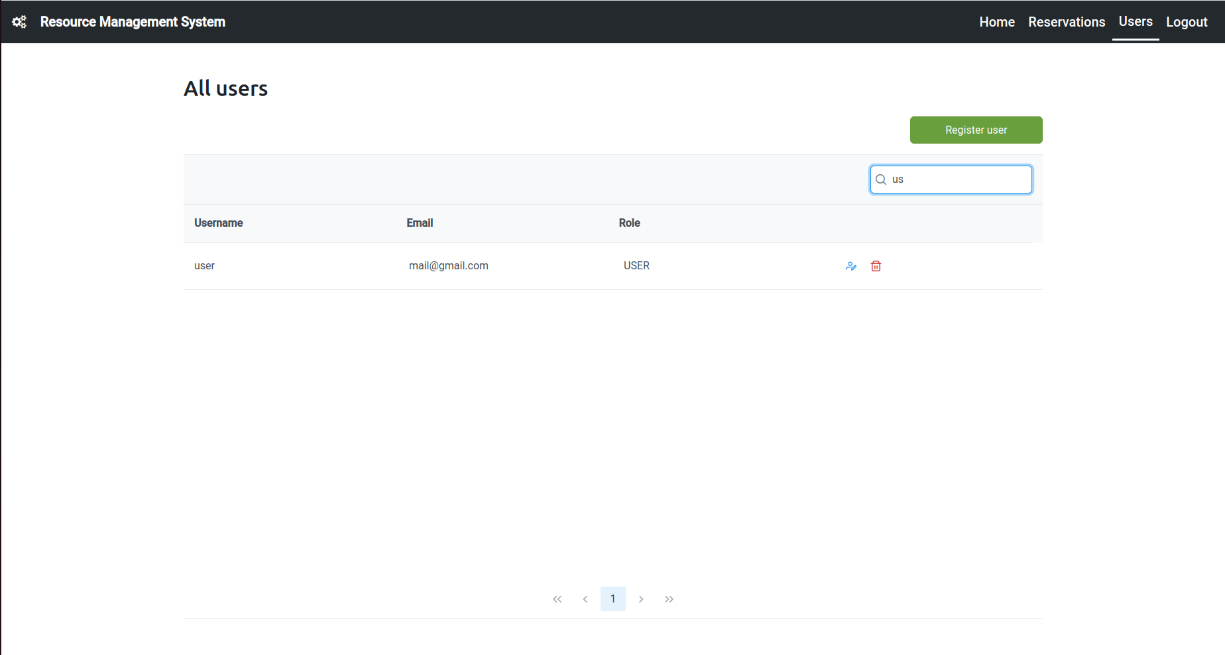 Resource Management System
Home Reservations Users Logout
All users
Register user
us
Username Email Role
user mail@gmail.com USER
« ‹ 1 › »